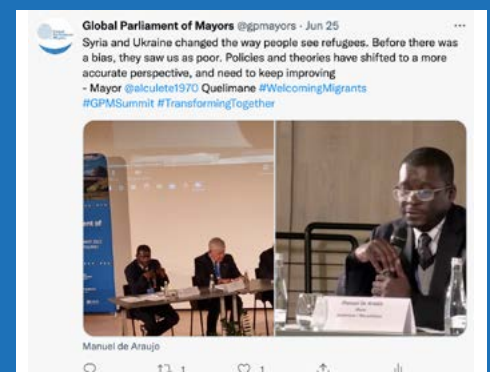 Global Parliament of Mayors @gpmayors · Jun 25
Syria and Ukraine changed the way people see refugees. Before there was
a bias, they saw us as poor. Policies and theories have shifted to a more
accurate perspective, and need to keep improving
- Mayor @alculete1970 Quelimane #WelcomingMigrants
#GPMSummit #TransformingTogether
Manuel De Araujo
Manuel de Araujo
1
1